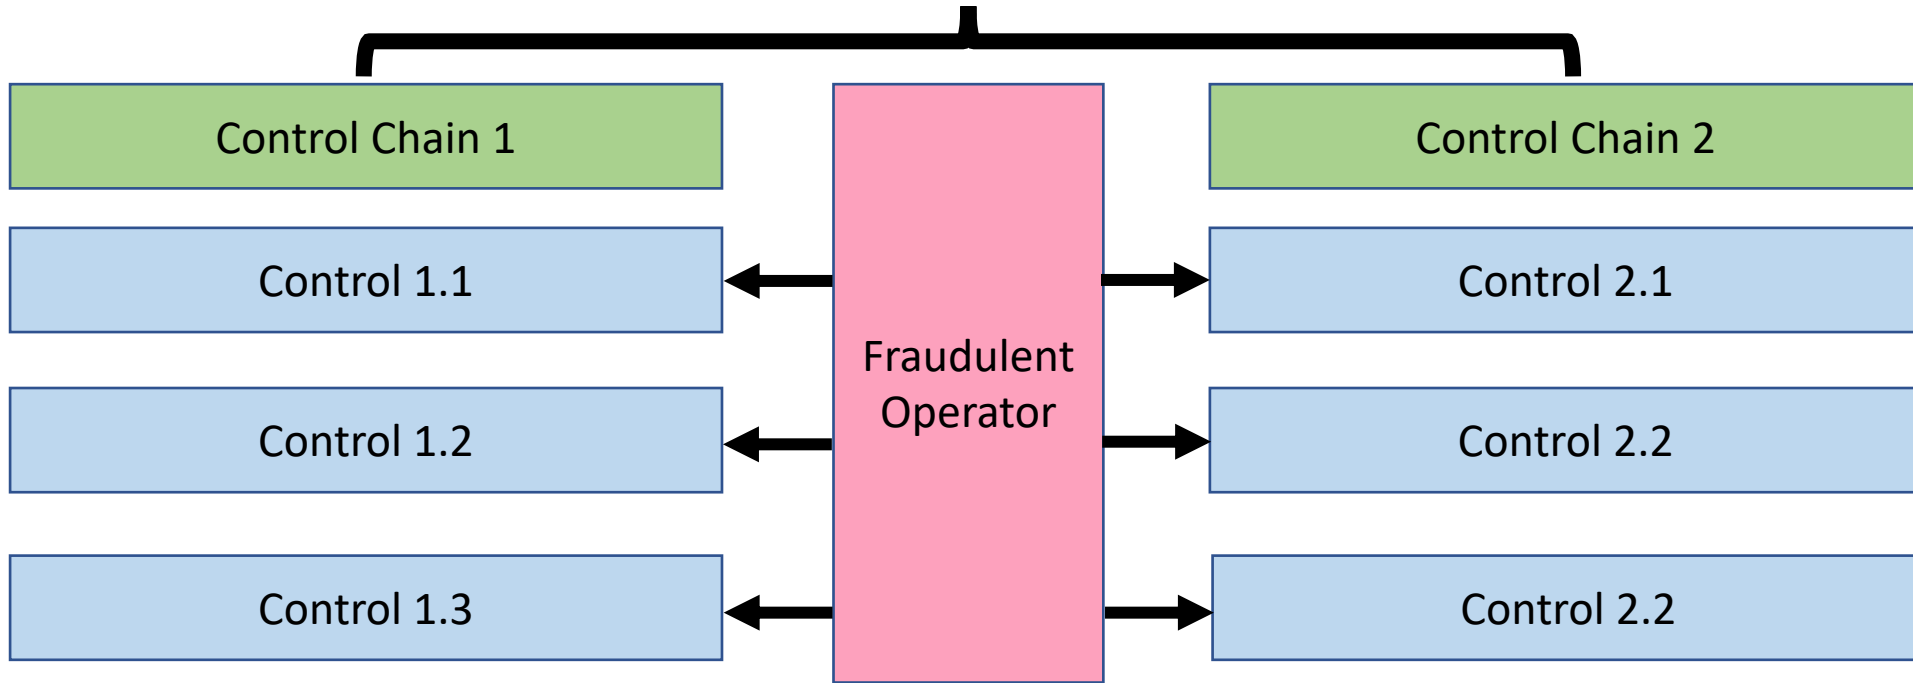 Control Chain 1
Control Chain 2
Control 1.1
Control 2.1
Fraudulent
Operator
Control 1.2
Control 2.2
Control 1.3
Control 2.2